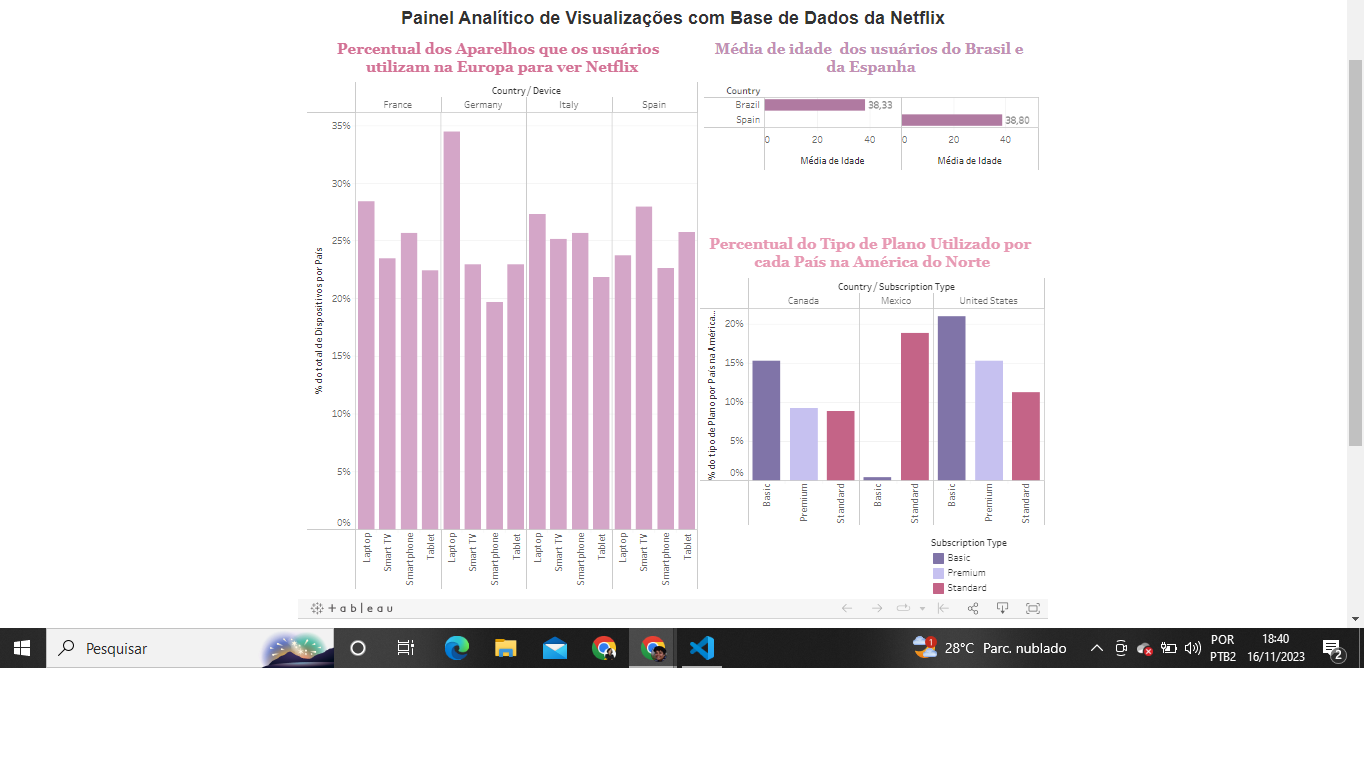 Painel Analítico de Visualizações com Base de Dados da Netflix
Percentual dos Aparelhos que os usuários
utilizam na Europa para ver Netflix
Country / Device
France Germany Italy Spain
% do total de Dispositivos por País
35%
30%
25%
20%
15%
10%
5%
0%
Laptop Smart TV Smartphone Tablet Laptop Smart TV Smartphone Tablet Laptop Smart TV Smartphone Tablet Laptop Smart TV Smartphone Tablet
Média de idade dos usuários do Brasil e
da Espanha
Country
Brazil 38,33
Spain 38,80
0 20 40 0 20 40
Média de Idade Média de Idade
Percentual do Tipo de Plano Utilizado por
cada País na América do Norte
Country / Subscription Type
Canada Mexico United States
% do tipo de Plano por País na América...
20%
15%
10%
5%
0%
Basic Premium Standard Basic Standard Basic Premium Standard
Subscription Type
Basic
Premium
Standard
+ a b l e a u
Pesquisar
1
28°C Parc. nublado
POR
PTB2
18:40
16/11/2023
2